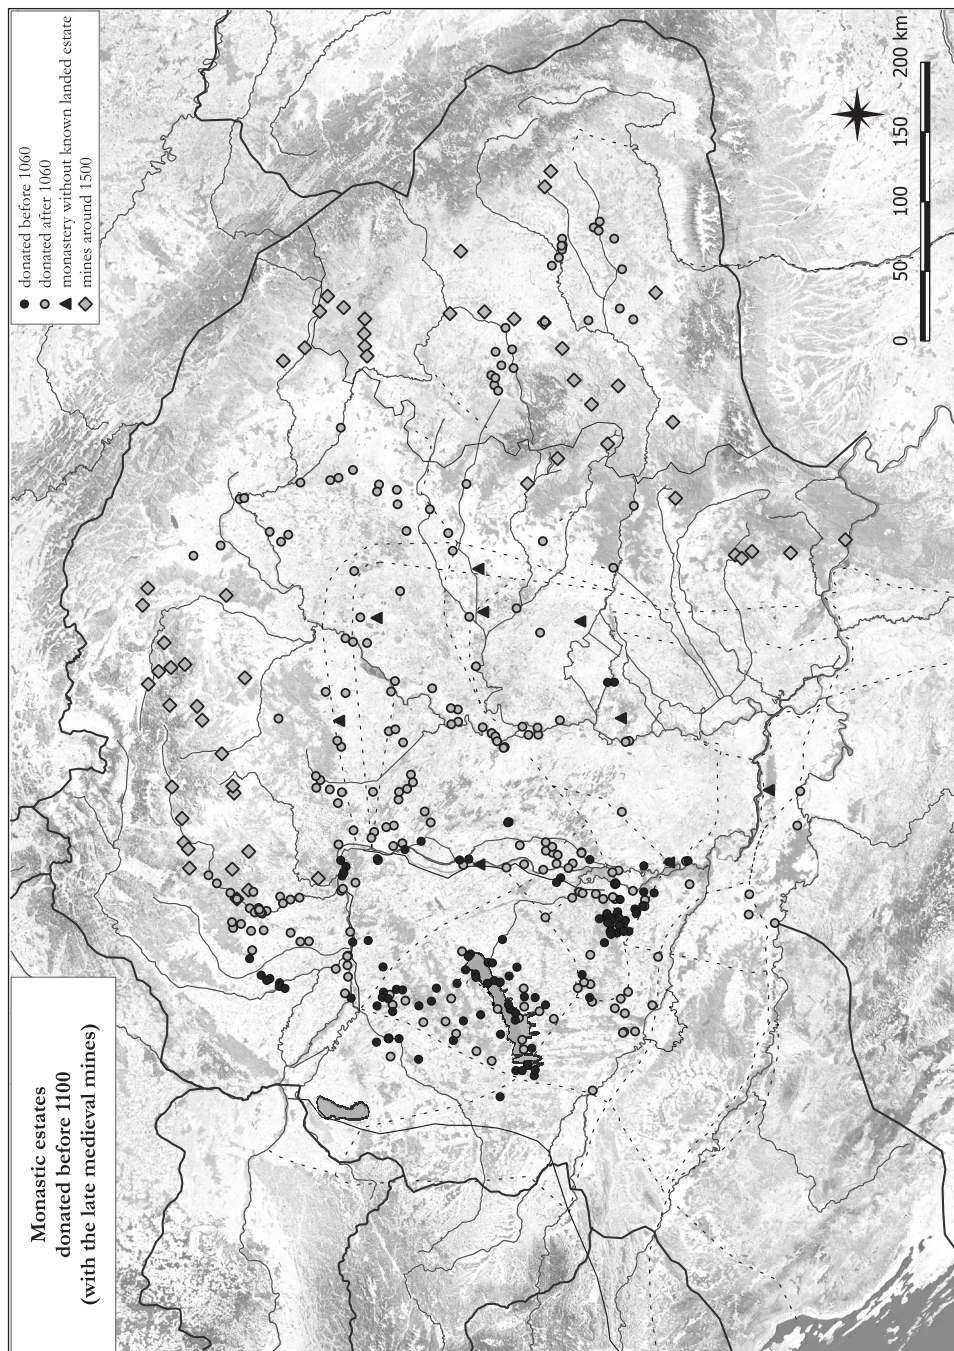 Monastic estates
donated before 1100
(with the late medieval mines)
donated before 1060
donated after 1060
monastery without known landed estate
mines around 1500
0 50 100 150 200 km